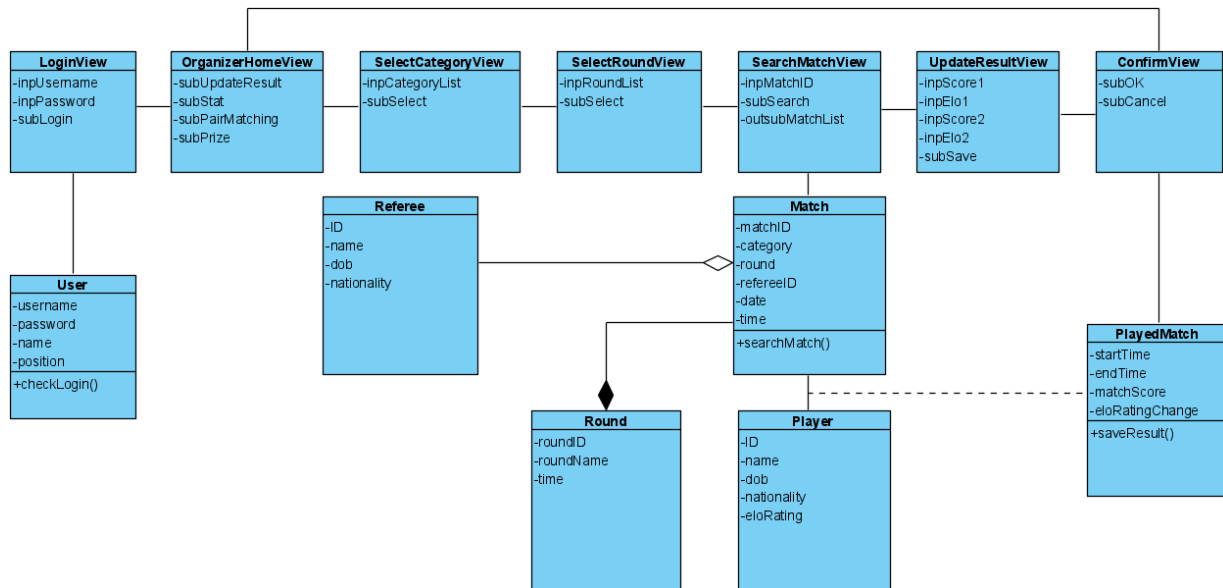 LoginView
-inpUsername
-inpPassword
-subLogin
OrganizerHomeView
-subUpdateResult
-subStat
-subPairMatching
-subPrize
SelectCategoryView
-inpCategoryList
-subSelect
SelectRoundView
-inpRoundList
-subSelect
SearchMatchView
-inpMatchID
-subSearch
-outsubMatchList
UpdateResultView
-inpScore1
-inpElo1
-inpScore2
-inpElo2
-subSave
ConfirmView
-subOK
-subCancel
Referee
-ID
-name
-dob
-nationality
Match
-matchID
-category
-round
-refereeID
-date
-time
+searchMatch()
User
-username
-password
-name
-position
+checkLogin()
PlayedMatch
-startTime
-endTime
-matchScore
-eloRatingChange
+saveResult()
Round
-roundID
-roundName
-time
Player
-ID
-name
-dob
-nationality
-eloRating